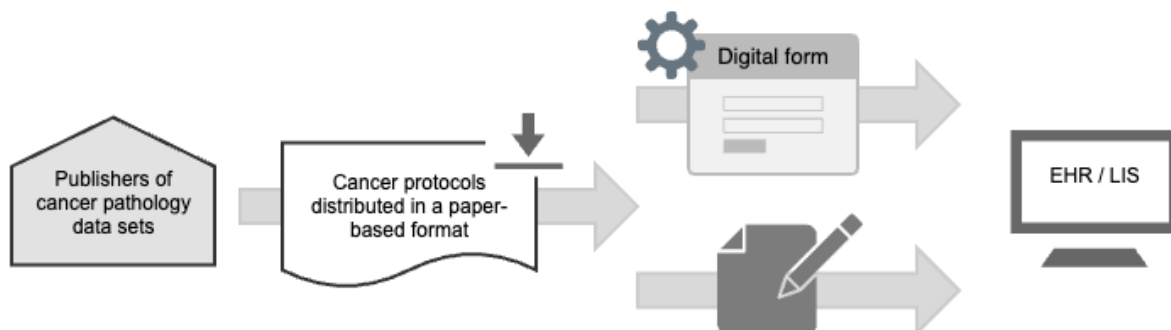 Publishers of
cancer pathology
data sets
Cancer protocols
distributed in a paper-
based format
Digital form
EHR / LIS